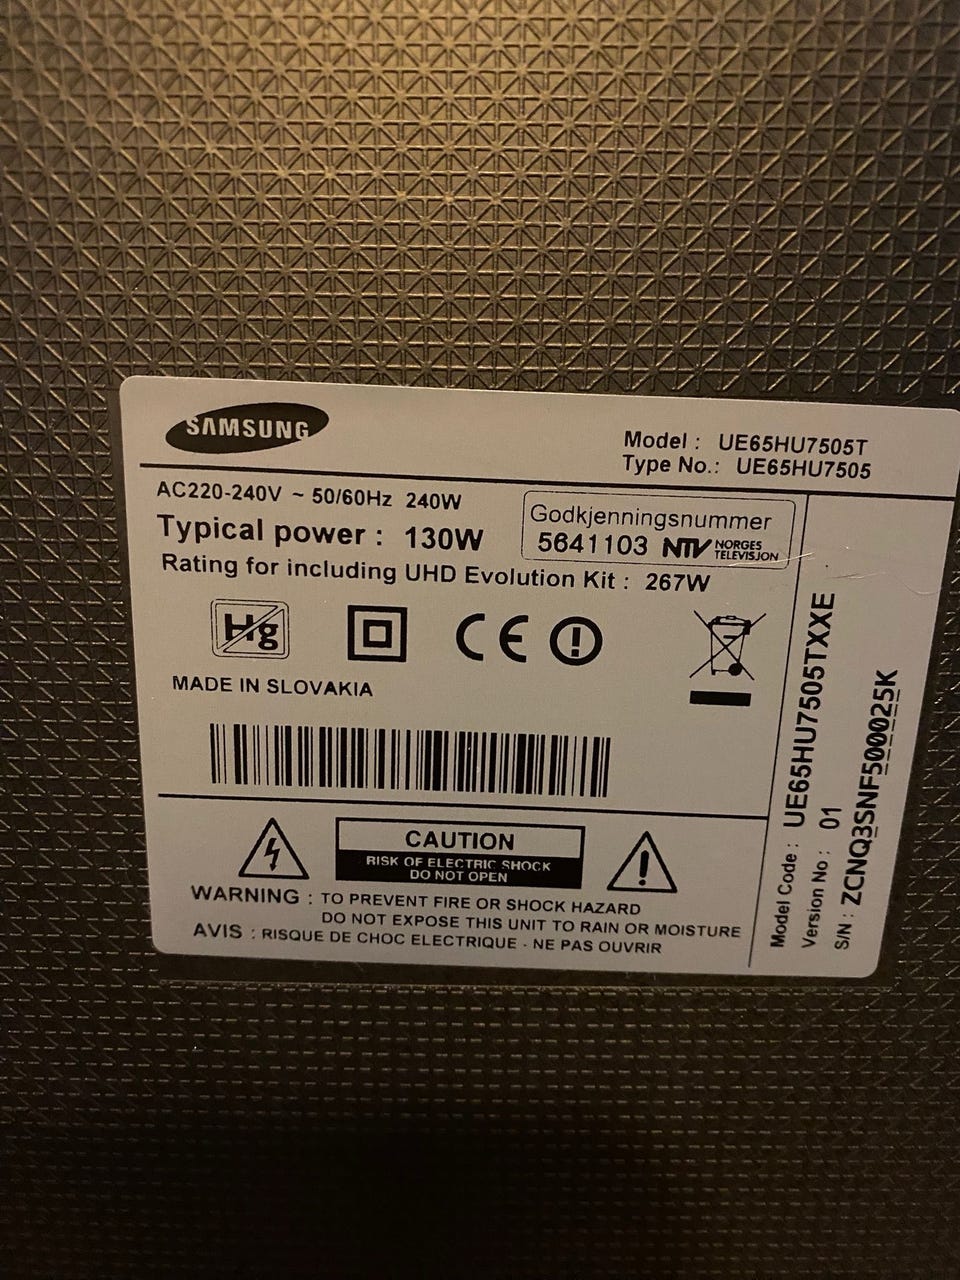 SAMSUNG
Model : UE65HU7505T
Type No.: UE65HU7505
AC220-240V ~ 50/60Hz 240W
Typical power : 130W
Godkjenningsnummer
5641103 NTV NORGES TELEVISJON
Rating for including UHD Evolution Kit : 267W
Hg
CE
MADE IN SLOVAKIA
CAUTION
RISK OF ELECTRIC SHOCK
DO NOT OPEN
WARNING : TO PREVENT FIRE OR SHOCK HAZARD
DO NOT EXPOSE THIS UNIT TO RAIN OR MOISTURE
AVIS : RISQUE DE CHOC ELECTRIQUE - NE PAS OUVRIR
Model Code : UE65HU7505TXXE
Version No : 01
S/N : ZCNQ3SNF500025K